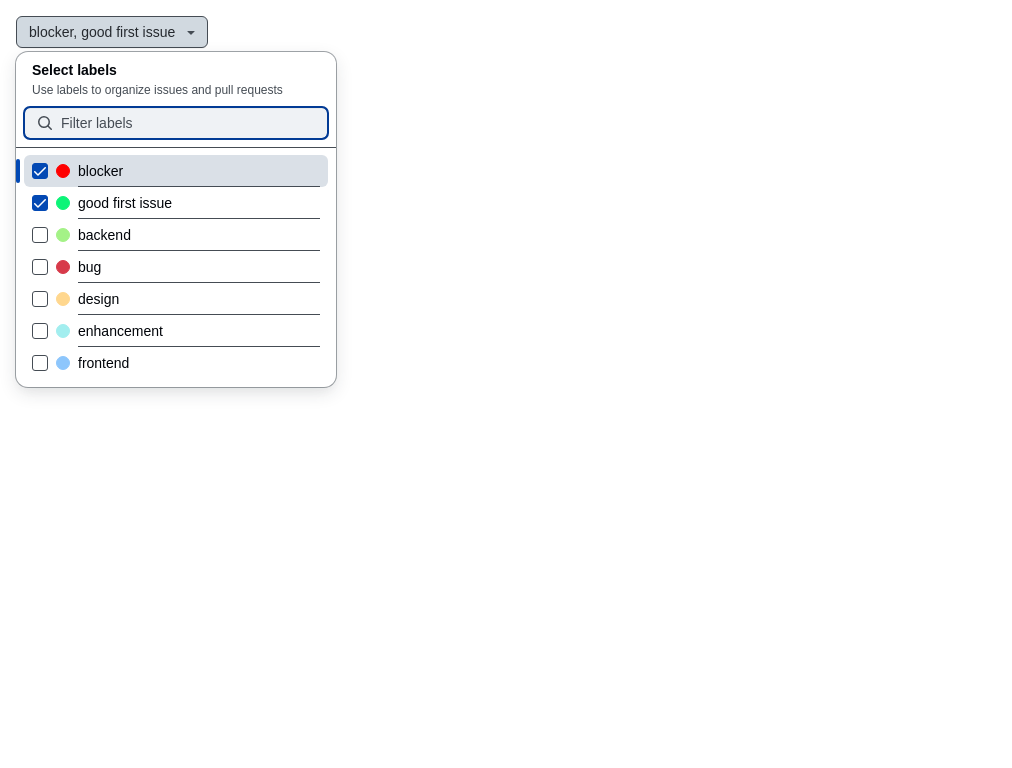 blocker, good first issue
Select labels
Use labels to organize issues and pull requests
Filter labels
blocker
good first issue
backend
bug
design
enhancement
frontend